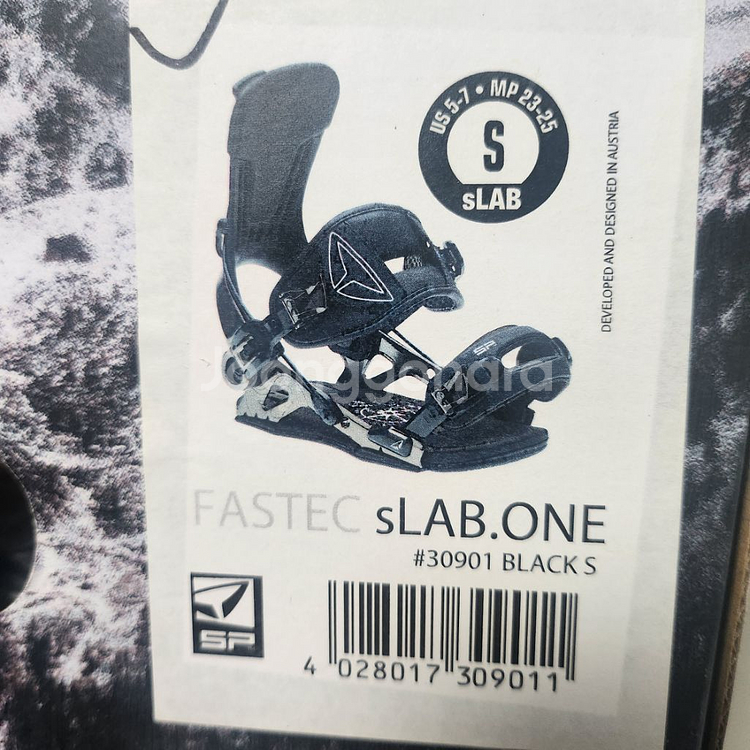 US 5-7 • MP 23-25
S
sLAB
DEVELOPED AND DESIGNED IN AUSTRIA
Joonggonara
FASTEC sLAB.ONE
#30901 BLACK S
SP
4 028017 309011